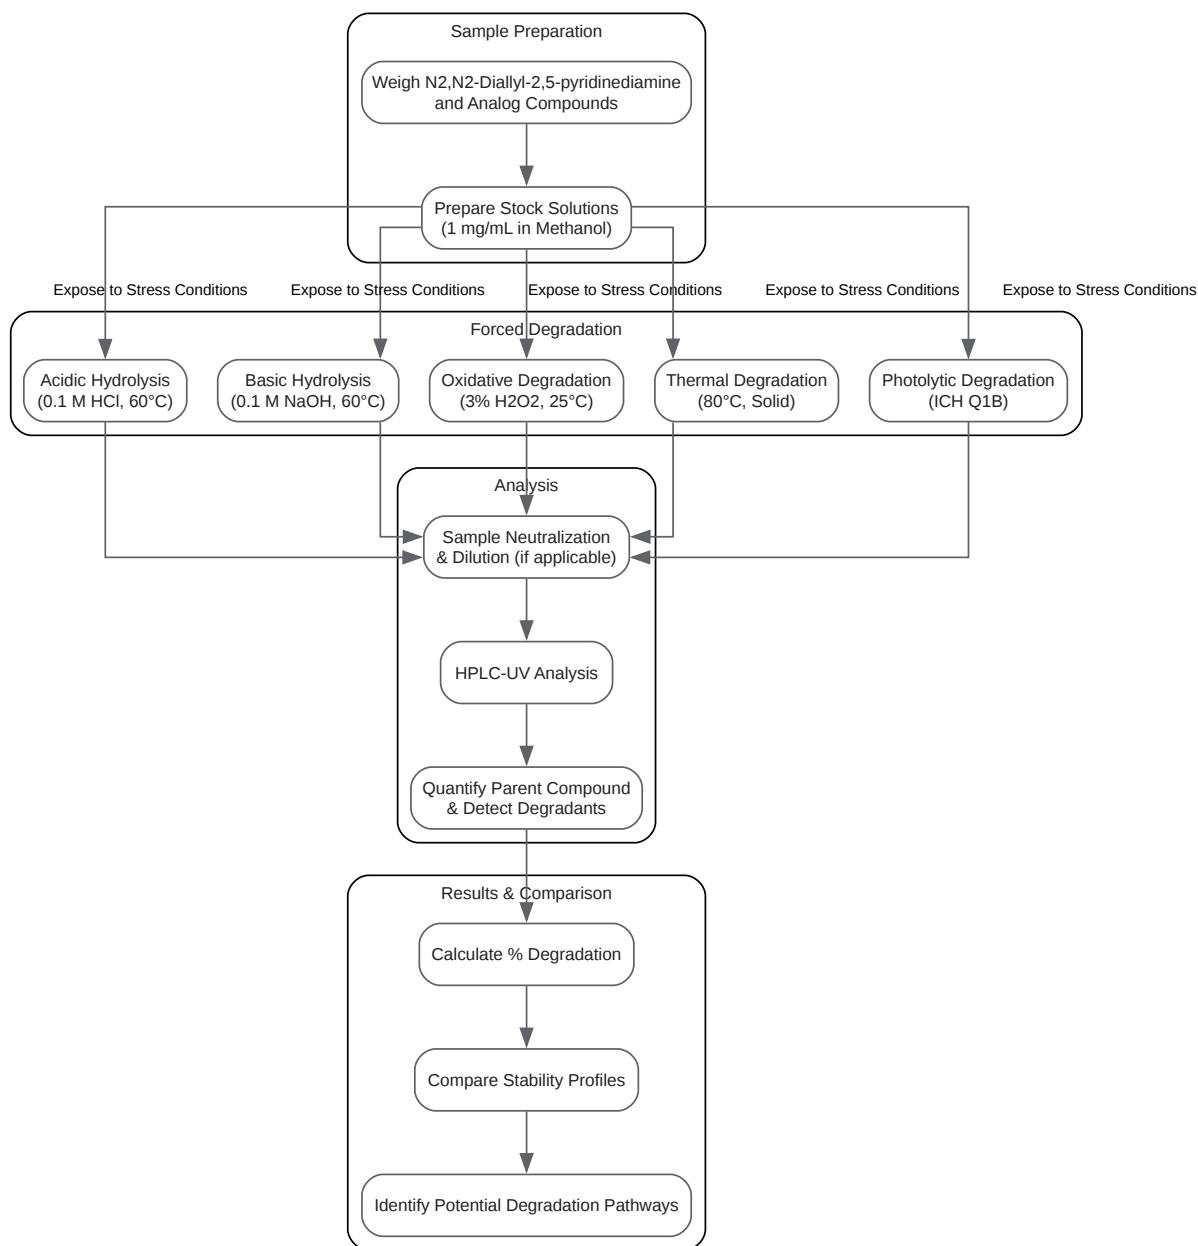 Sample Preparation
Weigh N2,N2-Diallyl-2,5-pyridinediamine
and Analog Compounds
Prepare Stock Solutions
(1 mg/mL in Methanol)
Expose to Stress Conditions
Expose to Stress Conditions
Expose to Stress Conditions
Expose to Stress Conditions
Expose to Stress Conditions
Forced Degradation
Acidic Hydrolysis
(0.1 M HCl, 60°C)
Basic Hydrolysis
(0.1 M NaOH, 60°C)
Oxidative Degradation
(3% H2O2, 25°C)
Thermal Degradation
(80°C, Solid)
Photolytic Degradation
(ICH Q1B)
Analysis
Sample Neutralization
& Dilution (if applicable)
HPLC-UV Analysis
Quantify Parent Compound
& Detect Degradants
Results & Comparison
Calculate % Degradation
Compare Stability Profiles
Identify Potential Degradation Pathways